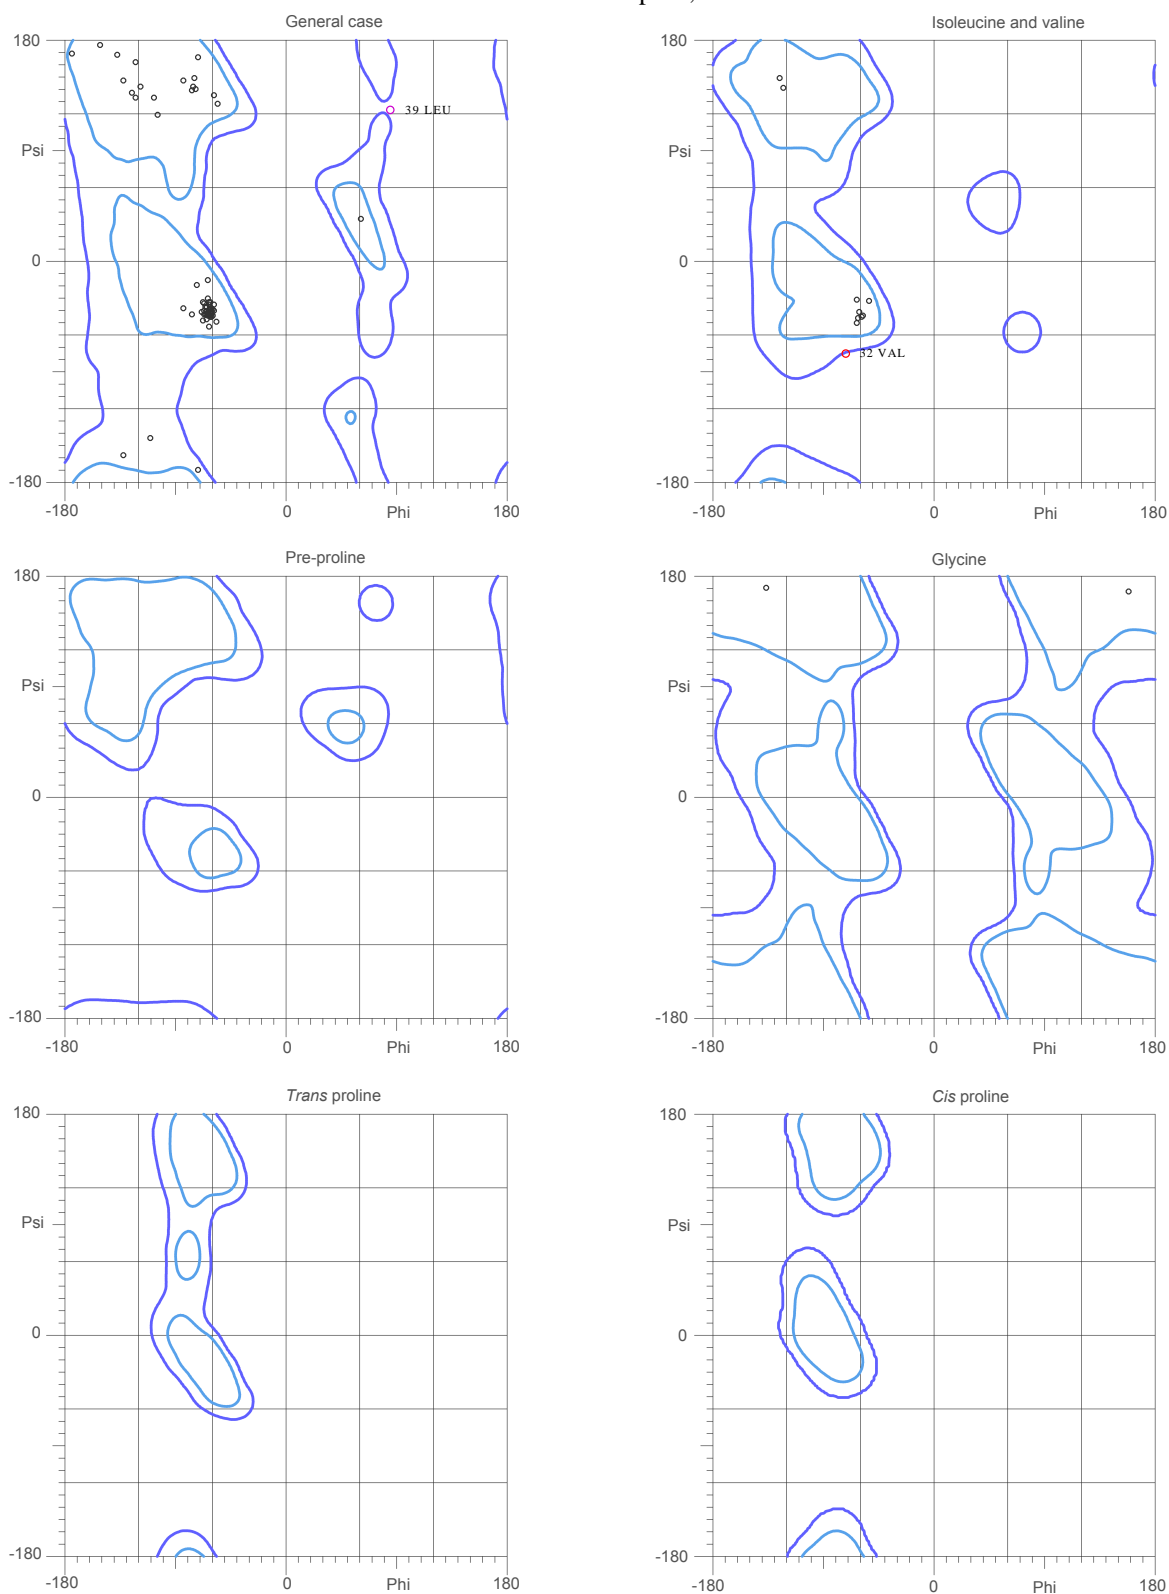 General case
180
39 LEU
Psi
0
-180
-180
0
Phi
180
Isoleucine and valine
180
Psi
0
32 VAL
-180
-180
0
Phi
180
Pre-proline
180
Psi
0
-180
-180
0
Phi
180
Glycine
180
Psi
0
-180
-180
0
Phi
180
Trans proline
180
Psi
0
-180
-180
0
Phi
180
Cis proline
180
Psi
0
-180
-180
0
Phi
180